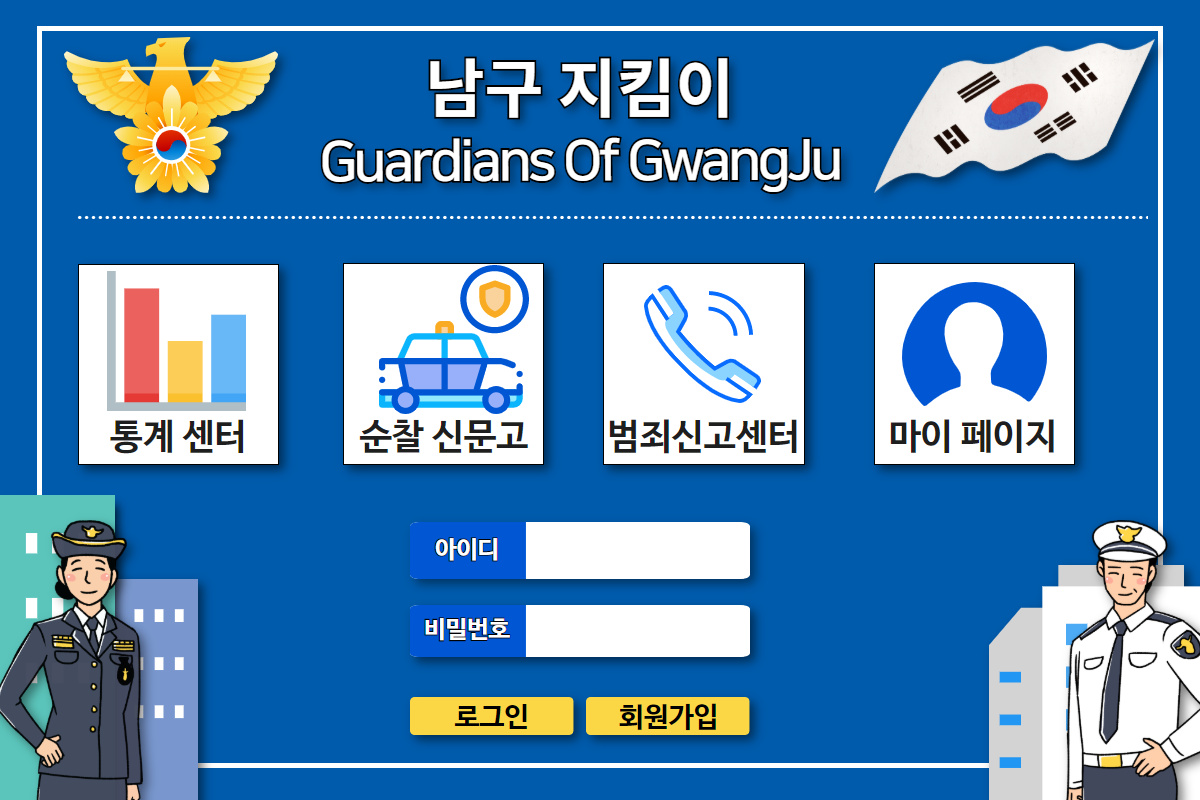 남구 지킴이
Guardians Of GwangJu
통계 센터
순찰 신문고
범죄신고센터
마이 페이지
아이디
비밀번호
로그인
회원가입